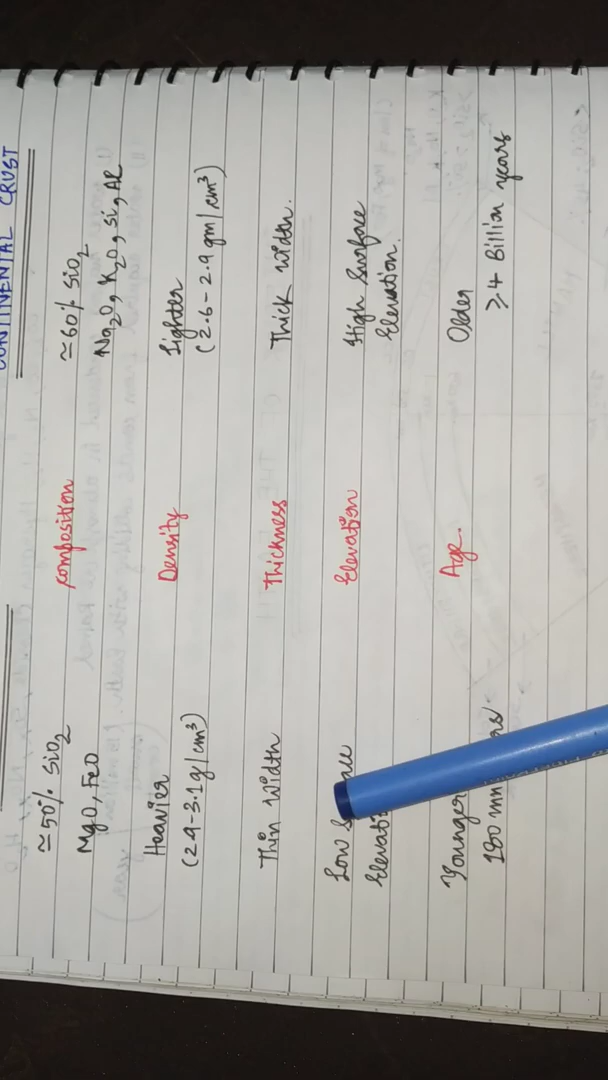 CONTINENTAL CRUST
≃50% SiO2 composition ≃60% SiO2
MgO, FeO Na2O, K2O, Si, Al
Heavier Density Lighter
(2.9-3.1g/cm³) (2.6-2.9 gm/cm³)
Thin Width Thickness Thick Width.
Low Elevation High Surface
Elevation.
Younger Age. Older
≥4 Billion years